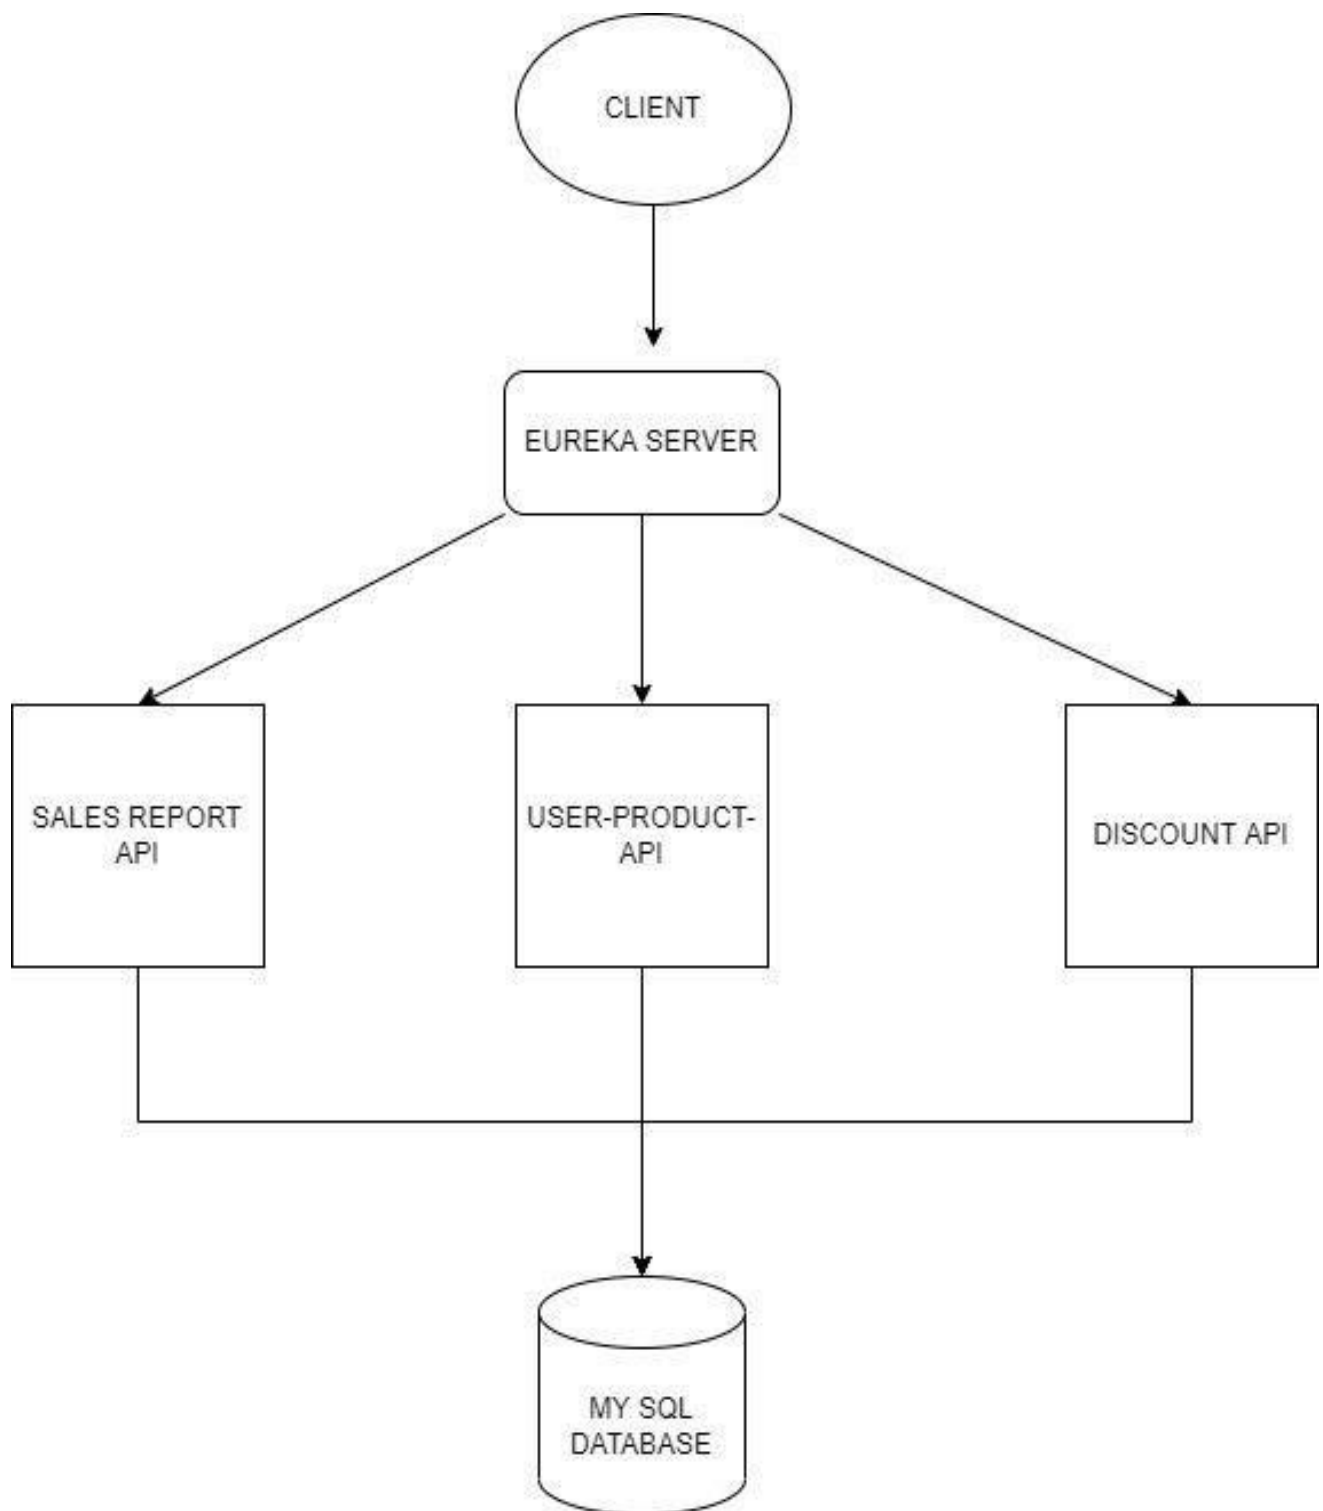 CLIENT
EUREKA SERVER
SALES REPORT
API
USER-PRODUCT-
API
DISCOUNT API
MY SQL
DATABASE